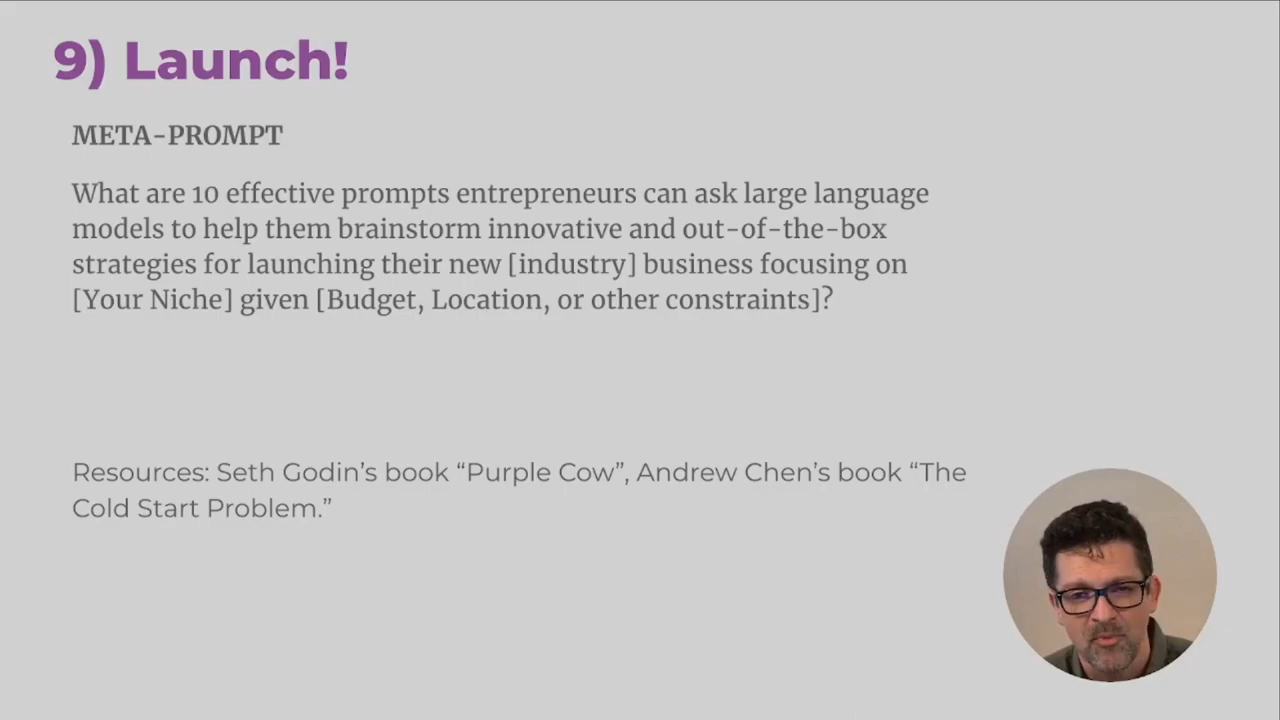 9) Launch!
META-PROMPT
What are 10 effective prompts entrepreneurs can ask large language
models to help them brainstorm innovative and out-of-the-box
strategies for launching their new [industry] business focusing on
[Your Niche] given [Budget, Location, or other constraints]?
Resources: Seth Godin’s book “Purple Cow”, Andrew Chen’s book “The
Cold Start Problem.”